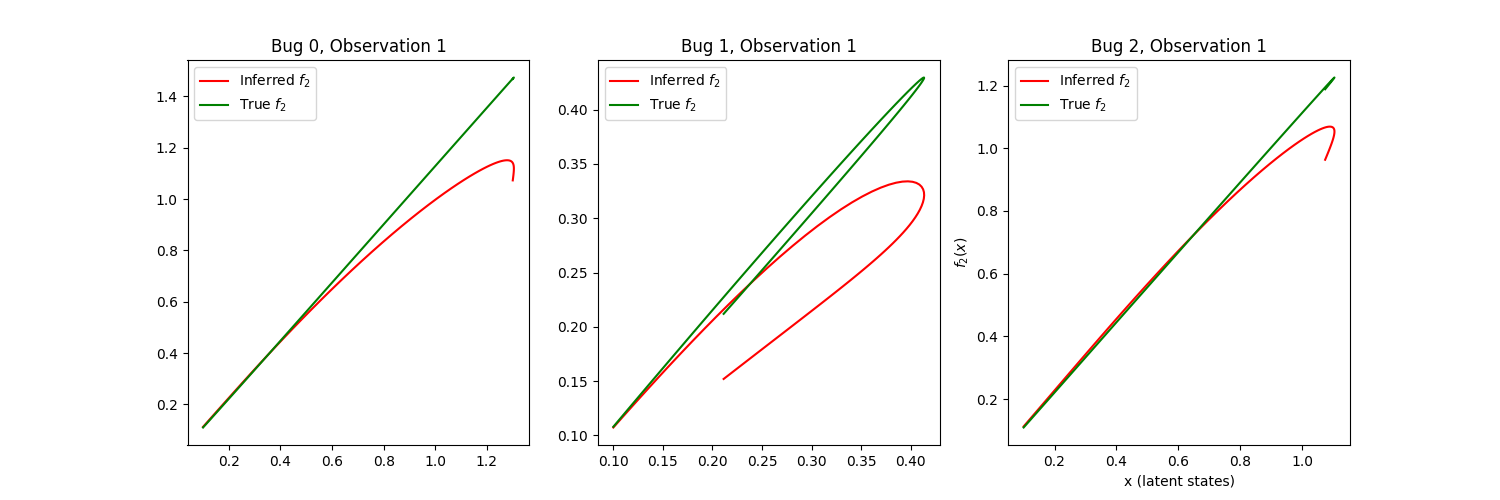 Bug 0, Observation 1
Inferred f₂
True f₂
1.4
1.2
1.0
0.8
0.6
0.4
0.2
0.2 0.4 0.6 0.8 1.0 1.2
Bug 1, Observation 1
Inferred f₂
True f₂
0.40
0.35
0.30
0.25
0.20
0.15
0.10
0.10 0.15 0.20 0.25 0.30 0.35 0.40
Bug 2, Observation 1
Inferred f₂
True f₂
f₂(x)
1.2
1.0
0.8
0.6
0.4
0.2
0.2 0.4 0.6 0.8 1.0
x (latent states)